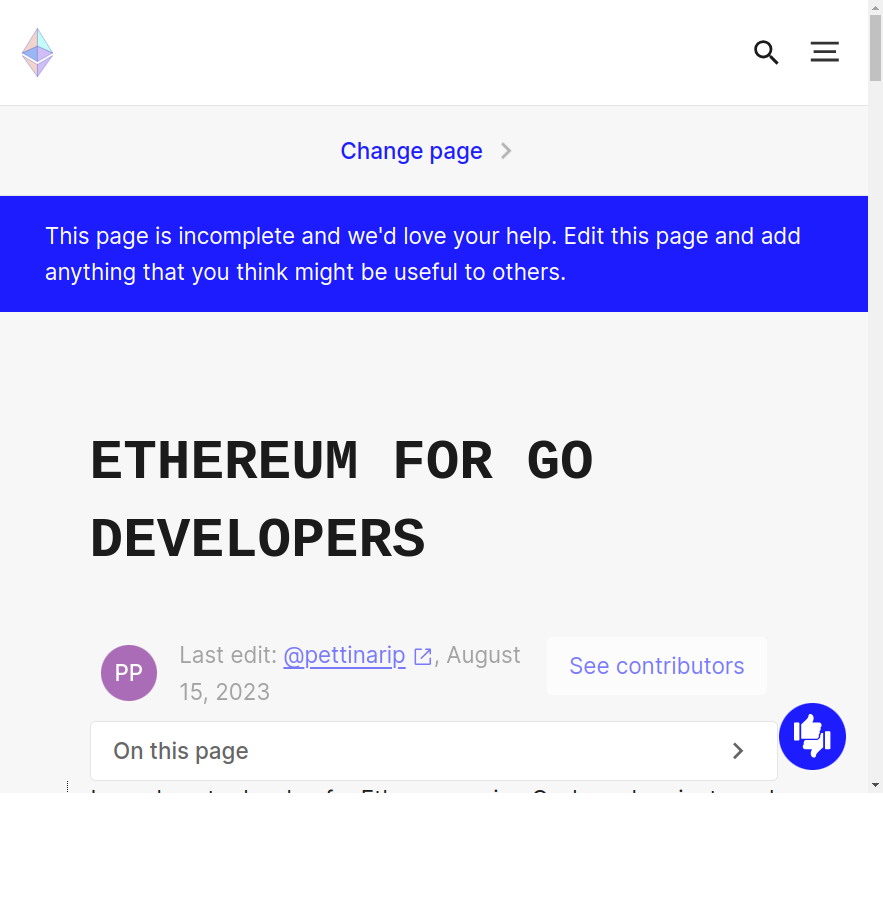 Change page
This page is incomplete and we'd love your help. Edit this page and add
anything that you think might be useful to others.
ETHEREUM FOR GO
DEVELOPERS
PP
Last edit: @pettinarip, August
15, 2023
See contributors
On this page